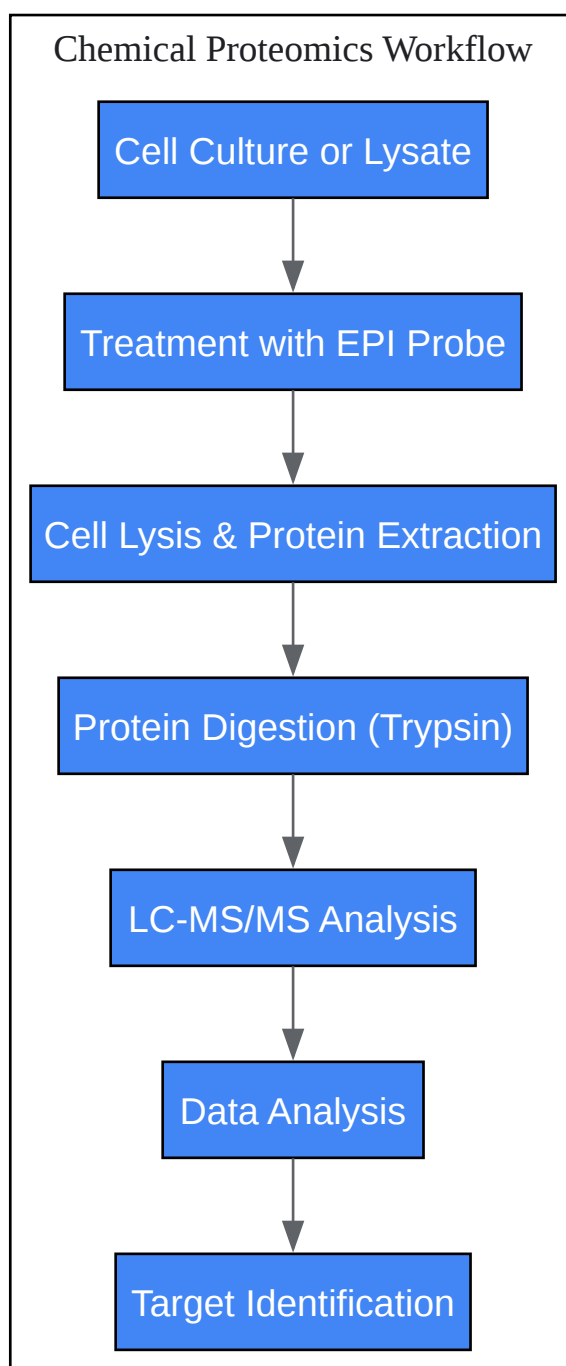 Chemical Proteomics Workflow
Cell Culture or Lysate
Treatment with EPI Probe
Cell Lysis & Protein Extraction
Protein Digestion (Trypsin)
LC-MS/MS Analysis
Data Analysis
Target Identification